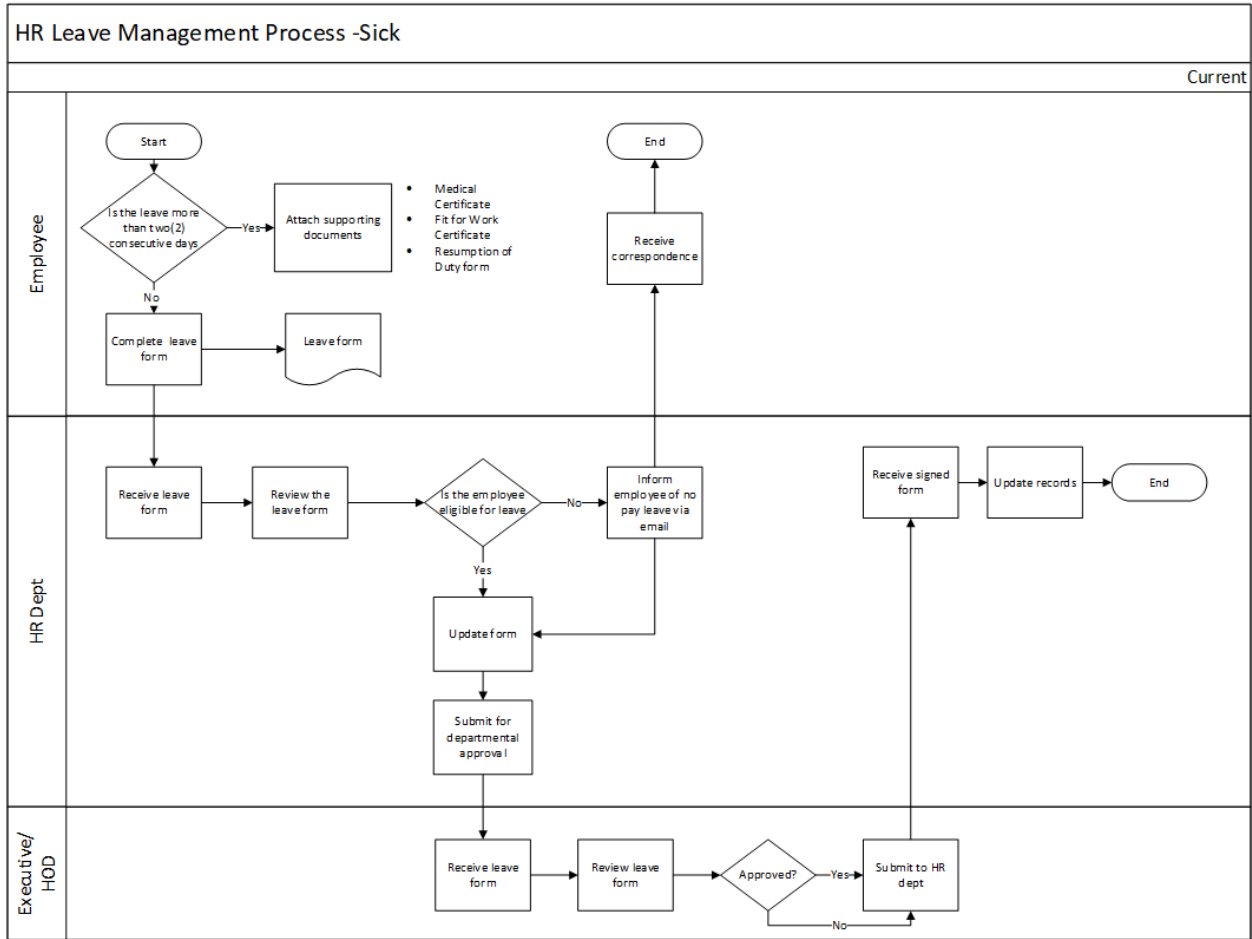 HR Leave Management Process -Sick
Current
Employee
Start
End
Is the leave more
than two(2)
consecutive days
Yes
Attach supporting
documents
• Medical
Certificate
• Fit for Work
Certificate
• Resumption of
Duty form
Receive
correspondence
No
Complete leave
form
Leave form
HR Dept
Receive leave
form
Review the
leave form
Is the employee
eligible for leave
No
Inform
employee of no
pay leave via
email
Receive signed
form
Update records
End
Yes
Update form
Submit for
departmental
approval
Executive/
HOD
Receive leave
form
Review leave
form
Approved?
Yes
Submit to HR
dept
No